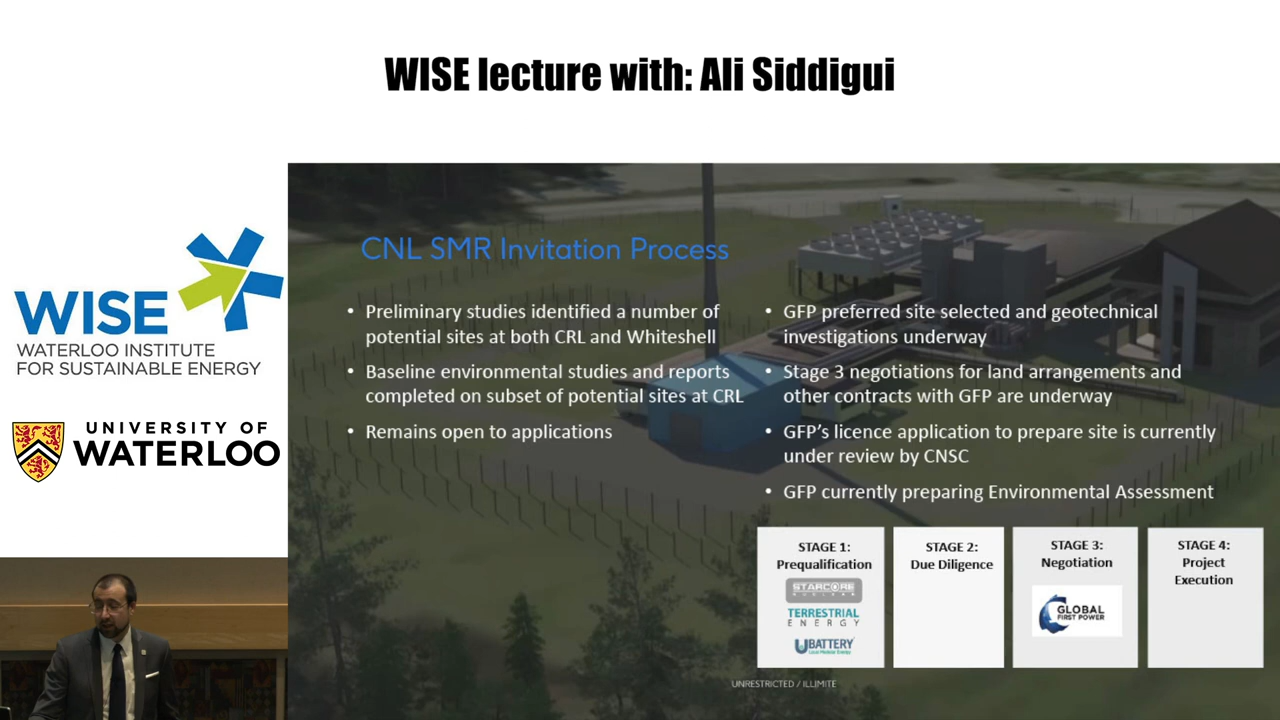 WISE lecture with: Ali Siddigui
WISE
WATERLOO INSTITUTE
FOR SUSTAINABLE ENERGY
UNIVERSITY OF
WATERLOO
CNL SMR Invitation Process
• Preliminary studies identified a number of
potential sites at both CRL and Whiteshell
• Baseline environmental studies and reports
completed on subset of potential sites at CRL
• Remains open to applications
• GFP preferred site selected and geotechnical
investigations underway
• Stage 3 negotiations for land arrangements and
other contracts with GFP are underway
• GFP's licence application to prepare site is currently
under review by CNSC
• GFP currently preparing Environmental Assessment
STAGE 1:
Prequalification
STARCORE
NUCLEAR
TERRESTRIAL
ENERGY
UBATTERY
Local Modular Energy
STAGE 2:
Due Diligence
STAGE 3:
Negotiation
GLOBAL
FIRST POWER
STAGE 4:
Project
Execution
UNRESTRICTED / ILLIMITÉ